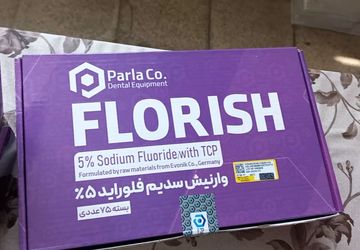 Parla Co.
Dental Equipment
FLORISH
5% Sodium Fluoride with TCP
Formulated by raw materials from Evonik Co., Germany
وارنیش سدیم فلوراید ۵٪
بسته ۷۵ عددی